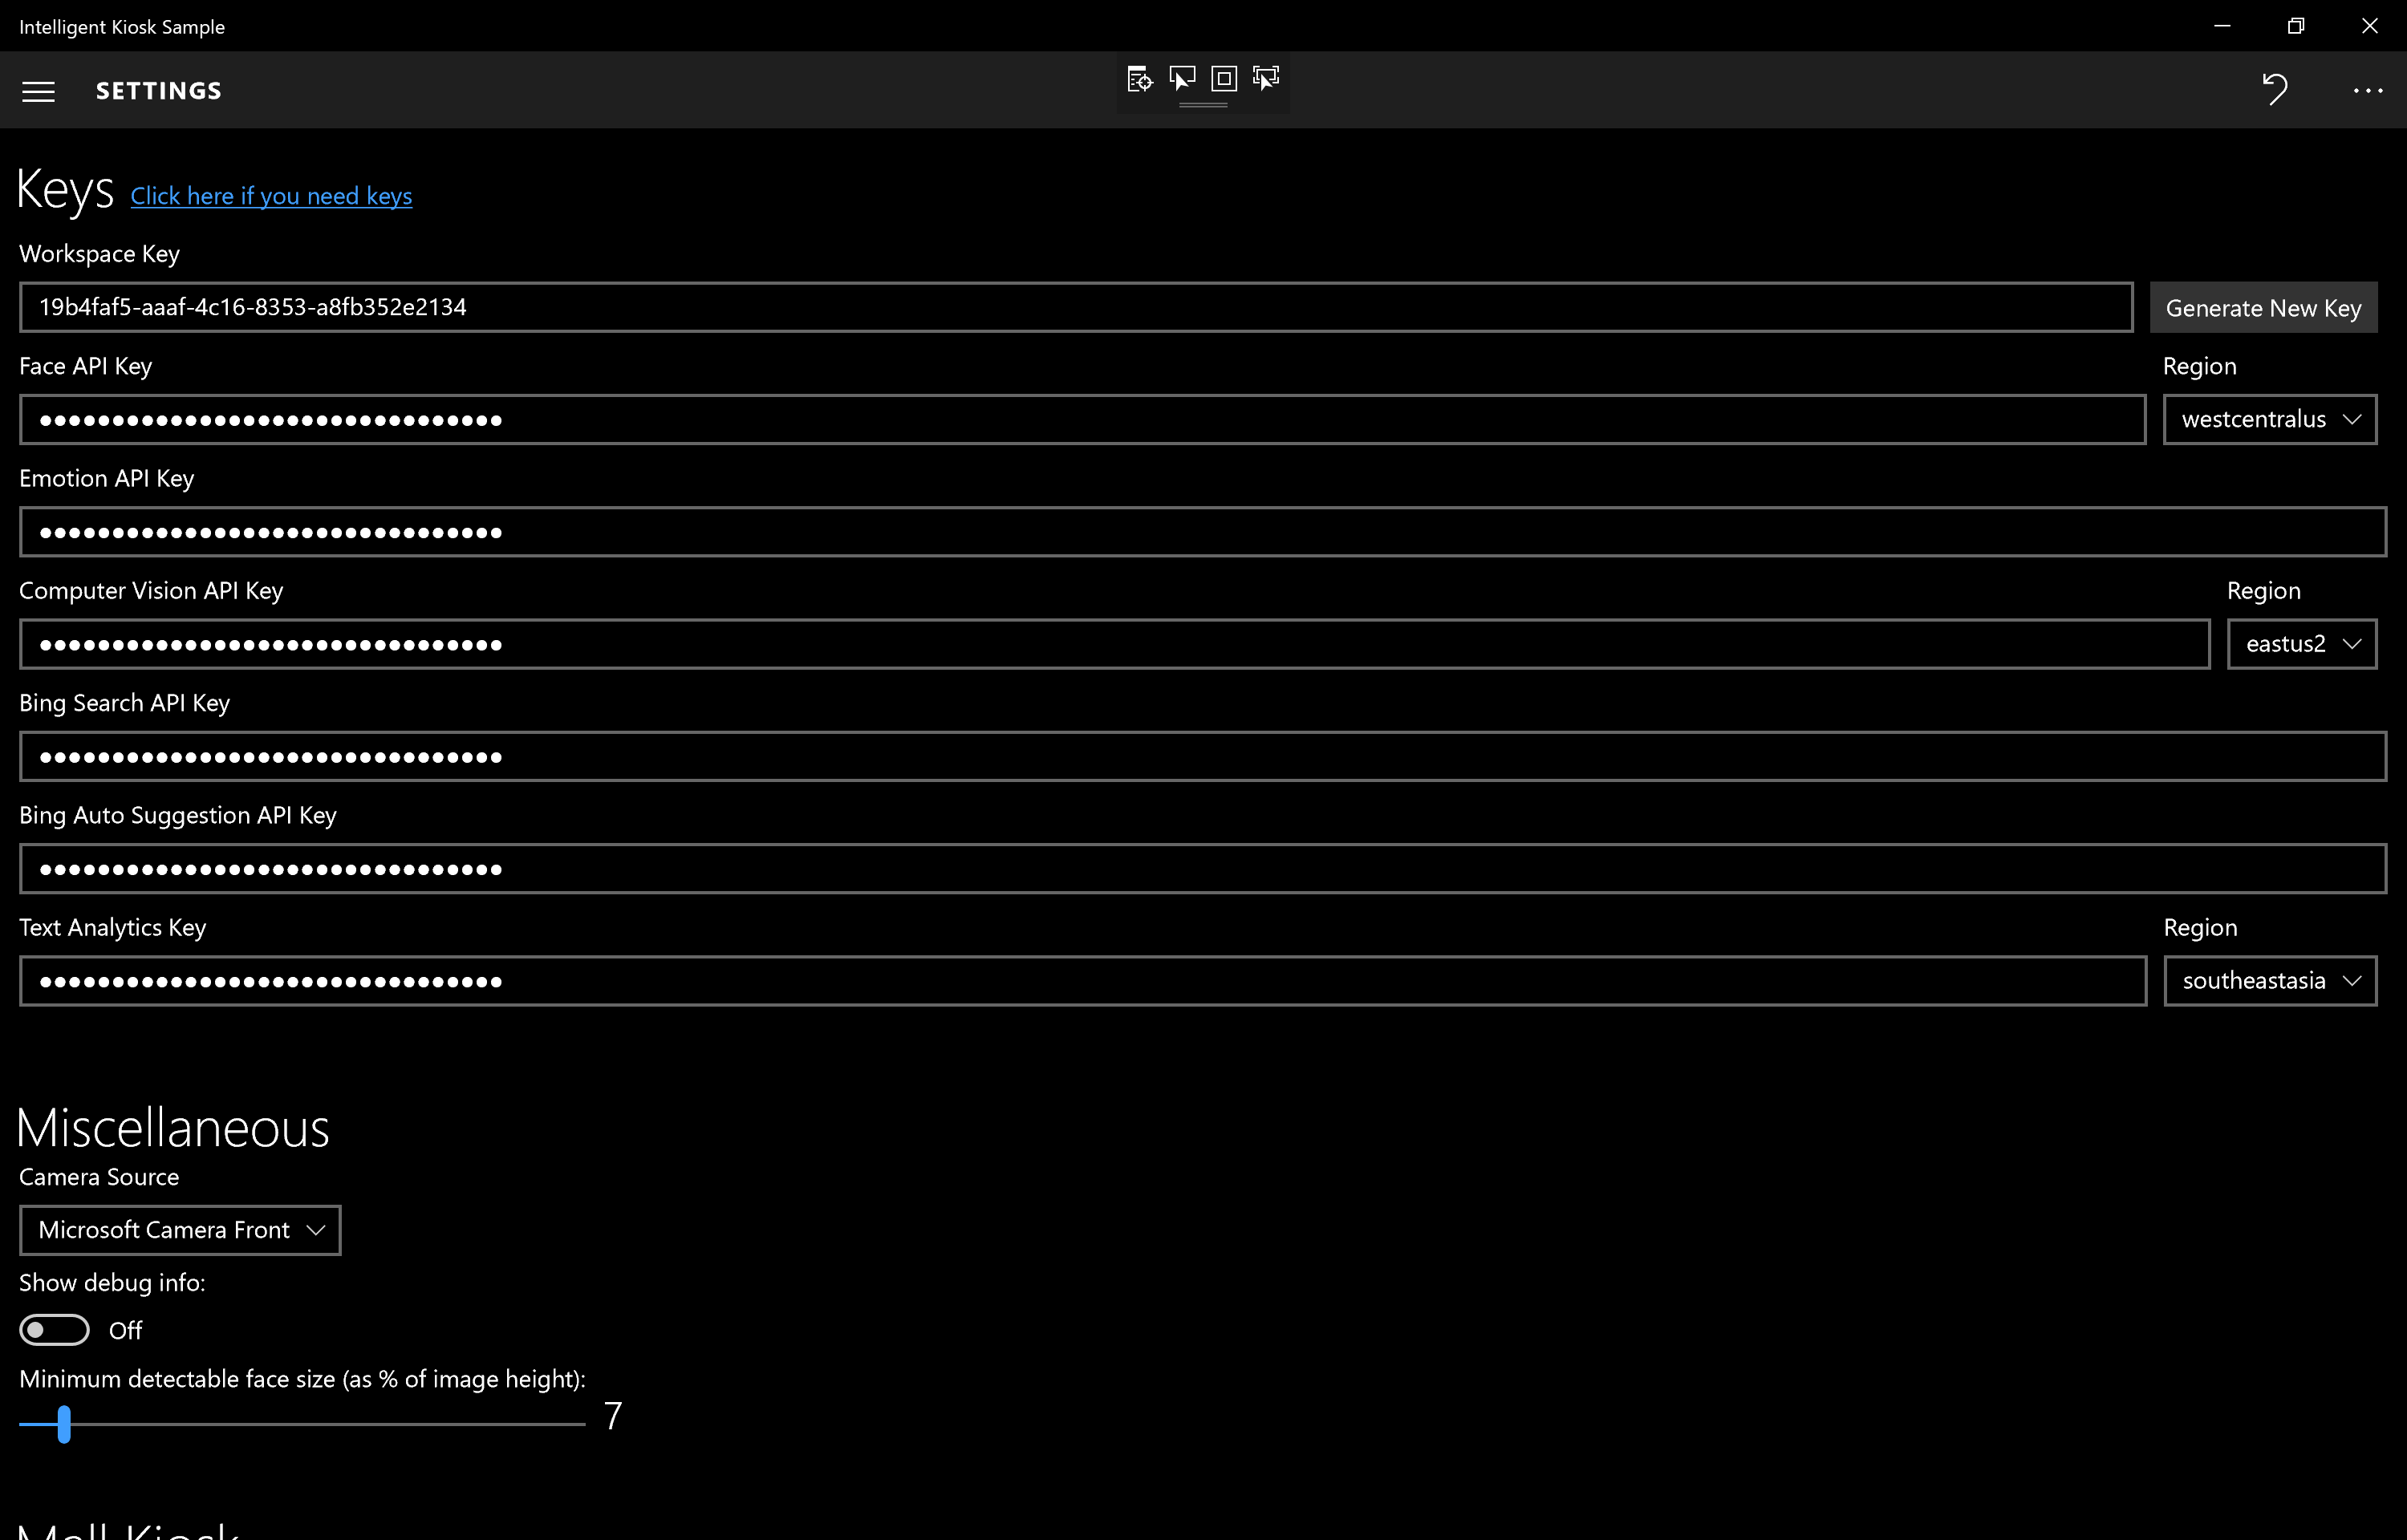 Intelligent Kiosk Sample
SETTINGS
Keys Click here if you need keys
Workspace Key
19b4faf5-aaaf-4c16-8353-a8fb352e2134 Generate New Key
Face API Key Region
●●●●●●●●●●●●●●●●●●●●●●●●●●●●●●●● westcentralus
Emotion API Key
●●●●●●●●●●●●●●●●●●●●●●●●●●●●●●●●
Computer Vision API Key Region
●●●●●●●●●●●●●●●●●●●●●●●●●●●●●●●● eastus2
Bing Search API Key
●●●●●●●●●●●●●●●●●●●●●●●●●●●●●●●●
Bing Auto Suggestion API Key
●●●●●●●●●●●●●●●●●●●●●●●●●●●●●●●●
Text Analytics Key Region
●●●●●●●●●●●●●●●●●●●●●●●●●●●●●●●● southeastasia
Miscellaneous
Camera Source
Microsoft Camera Front
Show debug info:
Off
Minimum detectable face size (as % of image height):
7
Mall Kiosk